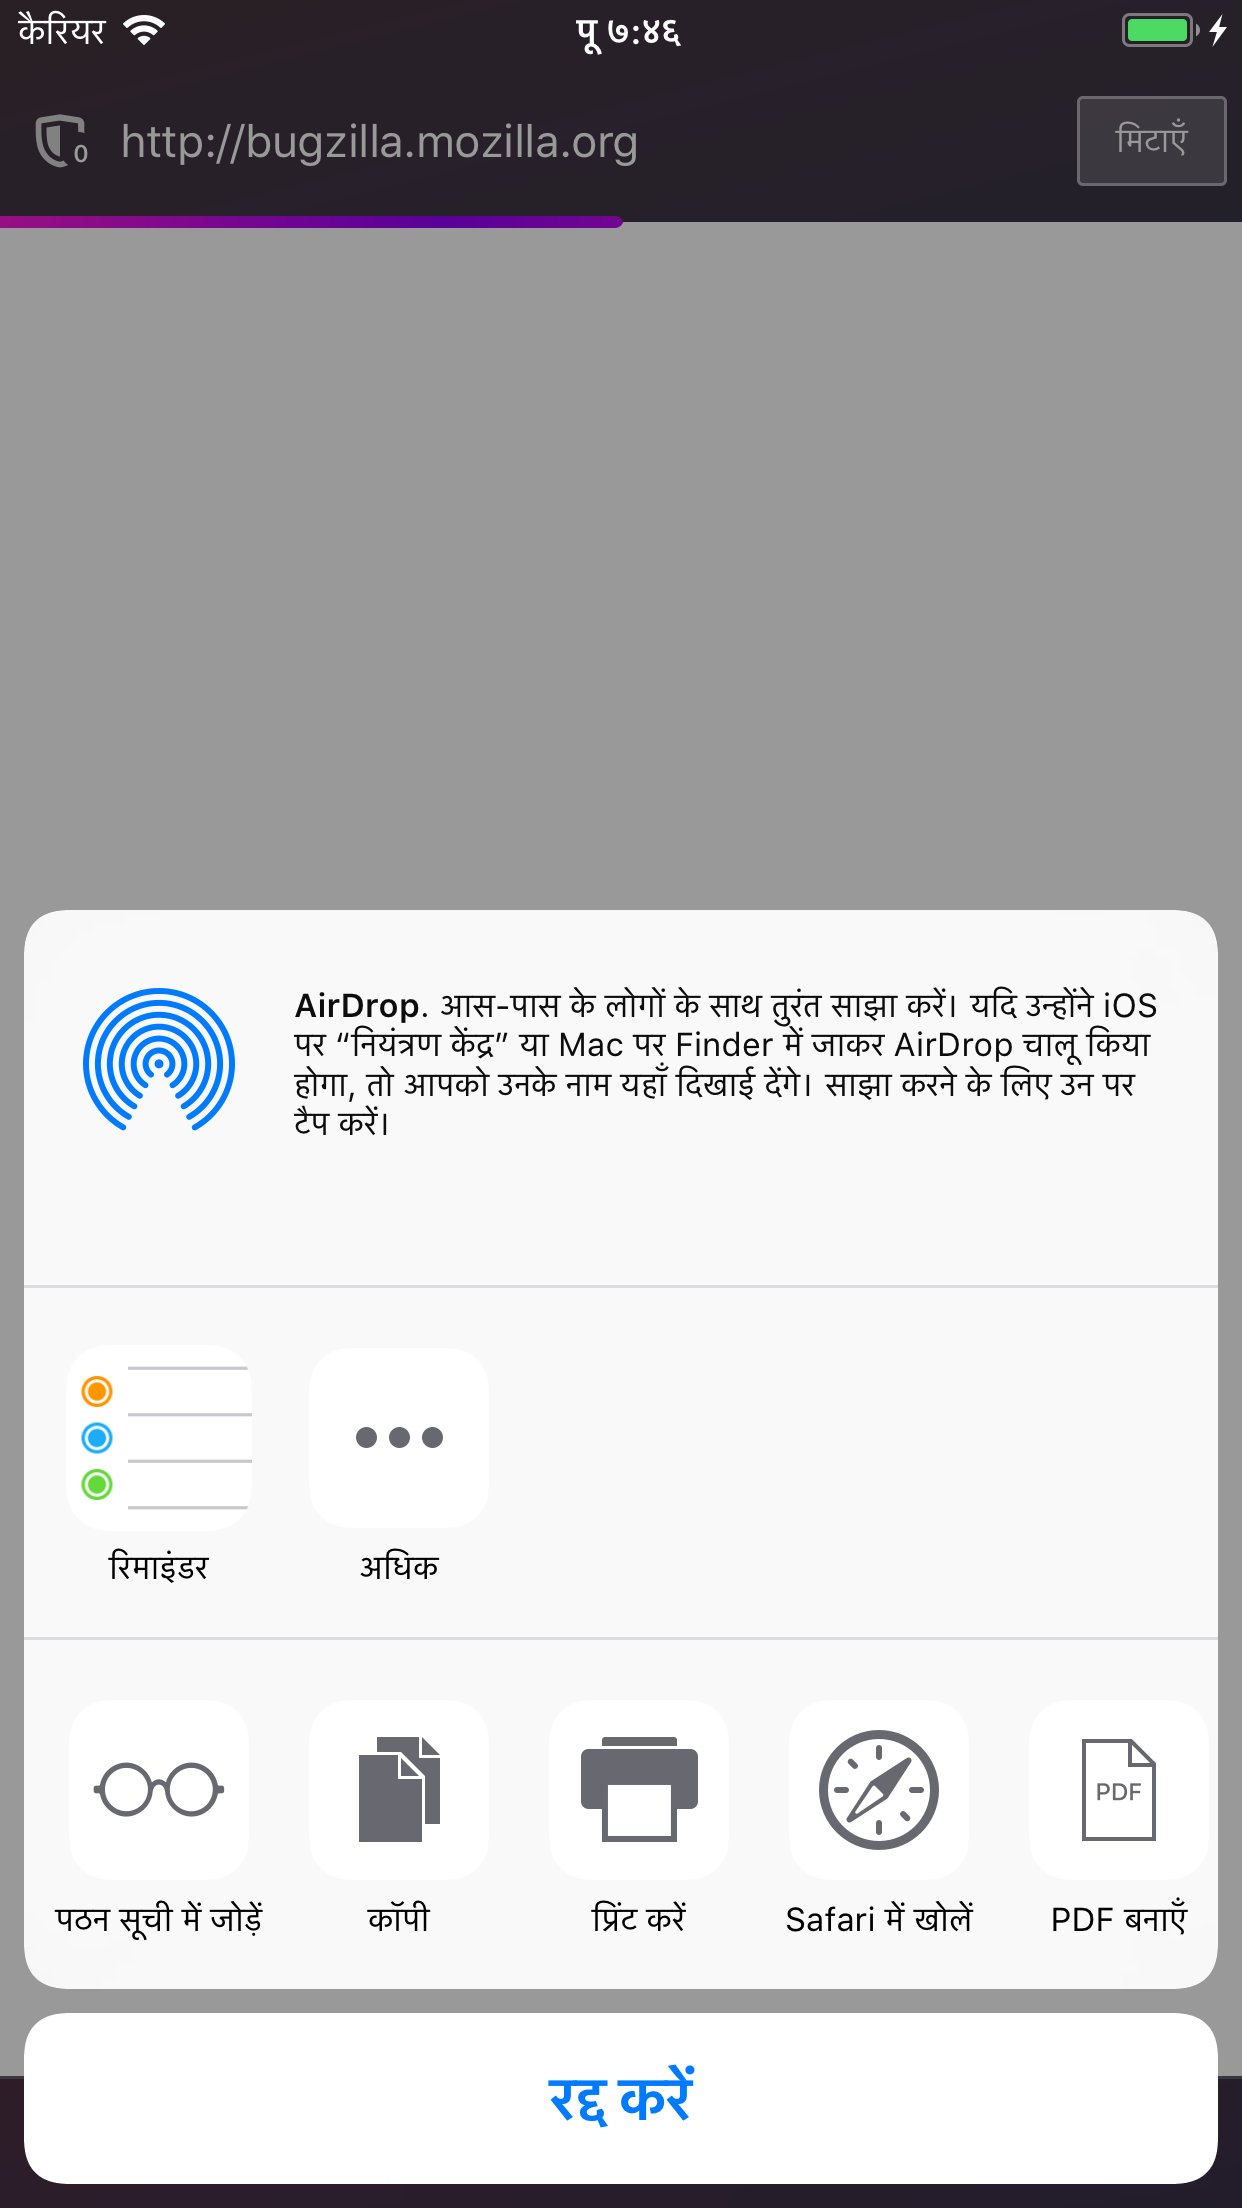 कैरियर
पू ७:४६
0
http://bugzilla.mozilla.org
मिटाएँ
AirDrop. आस-पास के लोगों के साथ तुरंत साझा करें। यदि उन्होंने iOS
पर “नियंत्रण केंद्र” या Mac पर Finder में जाकर AirDrop चालू किया
होगा, तो आपको उनके नाम यहाँ दिखाई देंगे। साझा करने के लिए उन पर
टैप करें।
रिमाइंडर
अधिक
PDF
पठन सूची में जोड़ें
कॉपी
प्रिंट करें
Safari में खोलें
PDF बनाएँ
रद्द करें